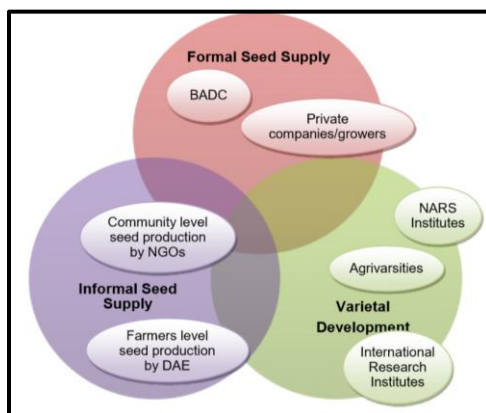 Formal Seed Supply
BADC
Private
companies/growers
Community level
seed production
by NGOs
NARS
Institutes
Agrivarsities
Informal Seed
Supply
Varietal
Development
Farmers level
seed production
by DAE
International
Research
Institutes